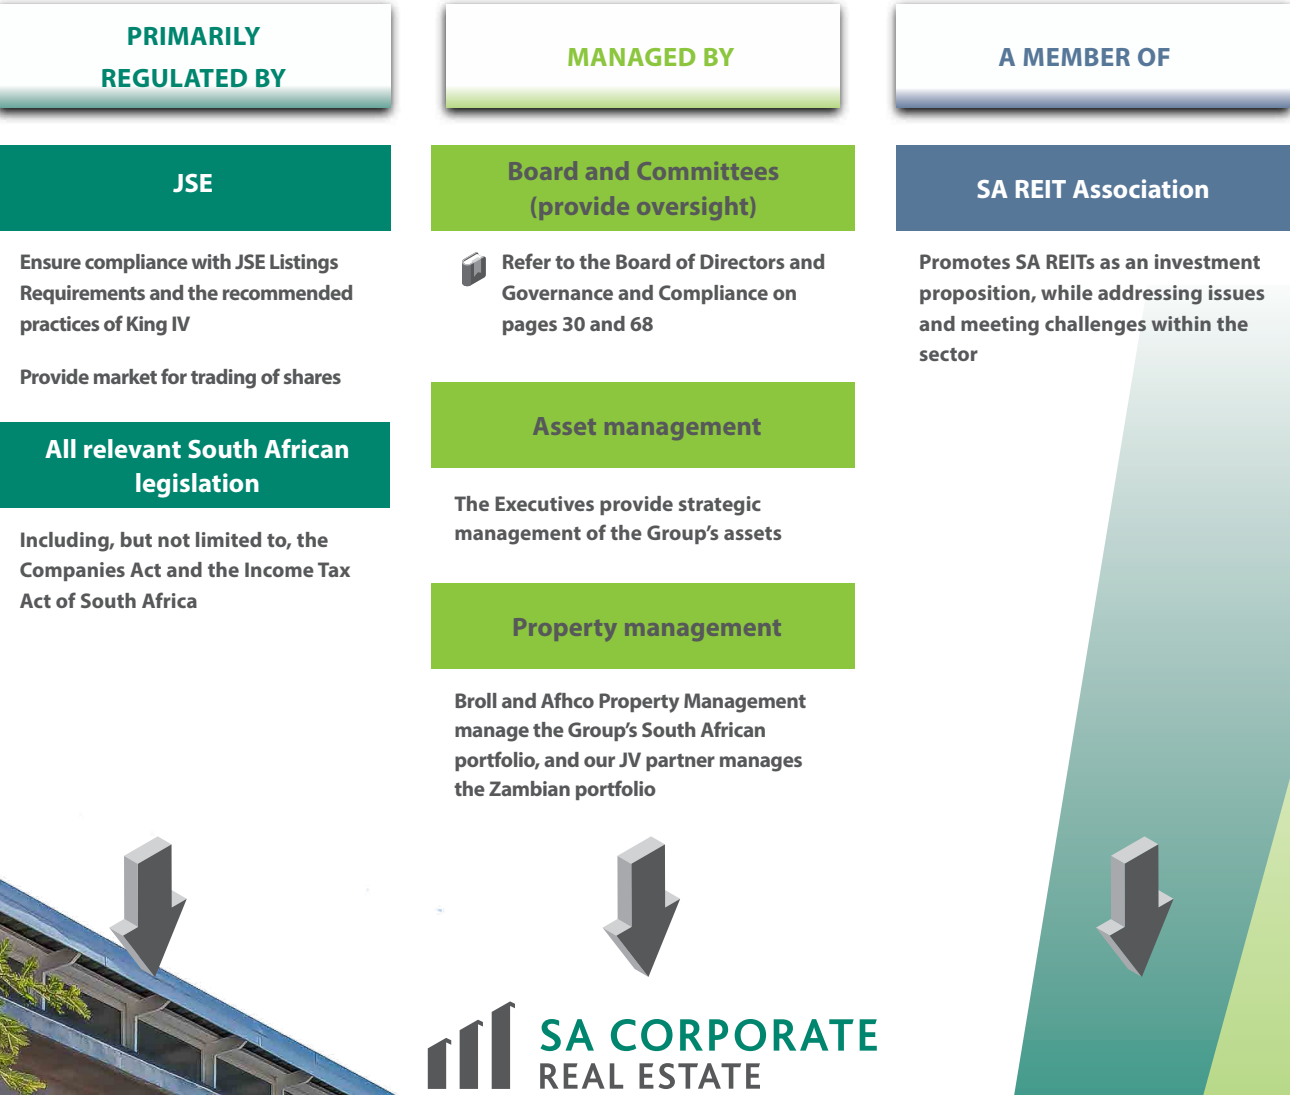 PRIMARILY
REGULATED BY
JSE
Ensure compliance with JSE Listings
Requirements and the recommended
practices of King IV
Provide market for trading of shares
All relevant South African
legislation
Including, but not limited to, the
Companies Act and the Income Tax
Act of South Africa
MANAGED BY
Board and Committees
(provide oversight)
Refer to the Board of Directors and
Governance and Compliance on
pages 30 and 68
Asset management
The Executives provide strategic
management of the Group's assets
Property management
Broll and Afhco Property Management
manage the Group's South African
portfolio, and our JV partner manages
the Zambian portfolio
A MEMBER OF
SA REIT Association
Promotes SA REITs as an investment
proposition, while addressing issues
and meeting challenges within the
sector
SA CORPORATE
REAL ESTATE